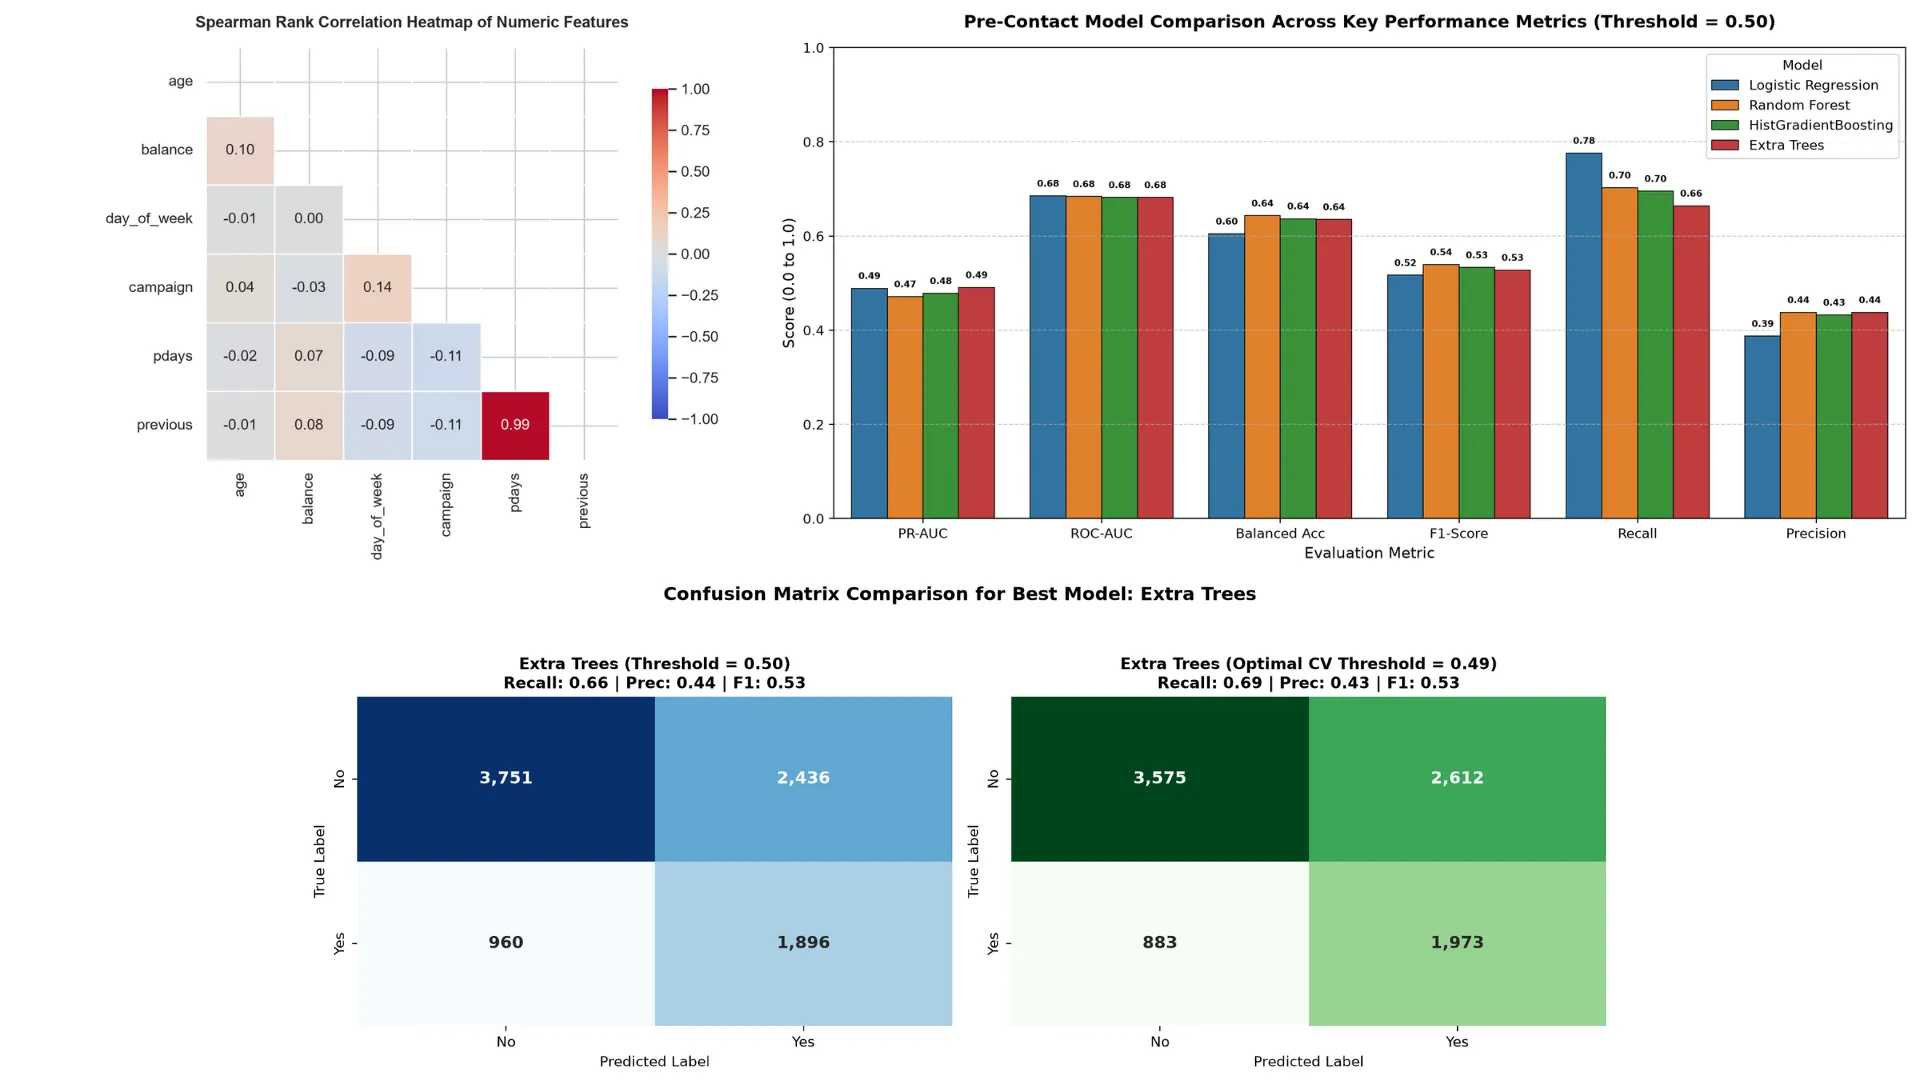 Spearman Rank Correlation Heatmap of Numeric Features
age
balance
day_of_week
campaign
pdays
previous
0.10
-0.01 0.00
0.04 -0.03 0.14
-0.02 0.07 -0.09 -0.11
-0.01 0.08 -0.09 -0.11 0.99
age
balance
day_of_week
campaign
pdays
previous
1.00
0.75
0.50
0.25
0.00
−0.25
−0.50
−0.75
−1.00
Pre-Contact Model Comparison Across Key Performance Metrics (Threshold = 0.50)
Score (0.0 to 1.0)
1.0
0.8
0.6
0.4
0.2
0.0
Model
Logistic Regression
Random Forest
HistGradientBoosting
Extra Trees
0.49 0.47 0.48 0.49
0.68 0.68 0.68 0.68
0.60 0.64 0.64 0.64
0.52 0.54 0.53 0.53
0.78 0.70 0.70 0.66
0.39 0.44 0.43 0.44
PR-AUC ROC-AUC Balanced Acc F1-Score Recall Precision
Evaluation Metric
Confusion Matrix Comparison for Best Model: Extra Trees
Extra Trees (Threshold = 0.50)
Recall: 0.66 | Prec: 0.44 | F1: 0.53
True Label
No
Yes
3,751 2,436
960 1,896
No Yes
Predicted Label
Extra Trees (Optimal CV Threshold = 0.49)
Recall: 0.69 | Prec: 0.43 | F1: 0.53
True Label
No
Yes
3,575 2,612
883 1,973
No Yes
Predicted Label